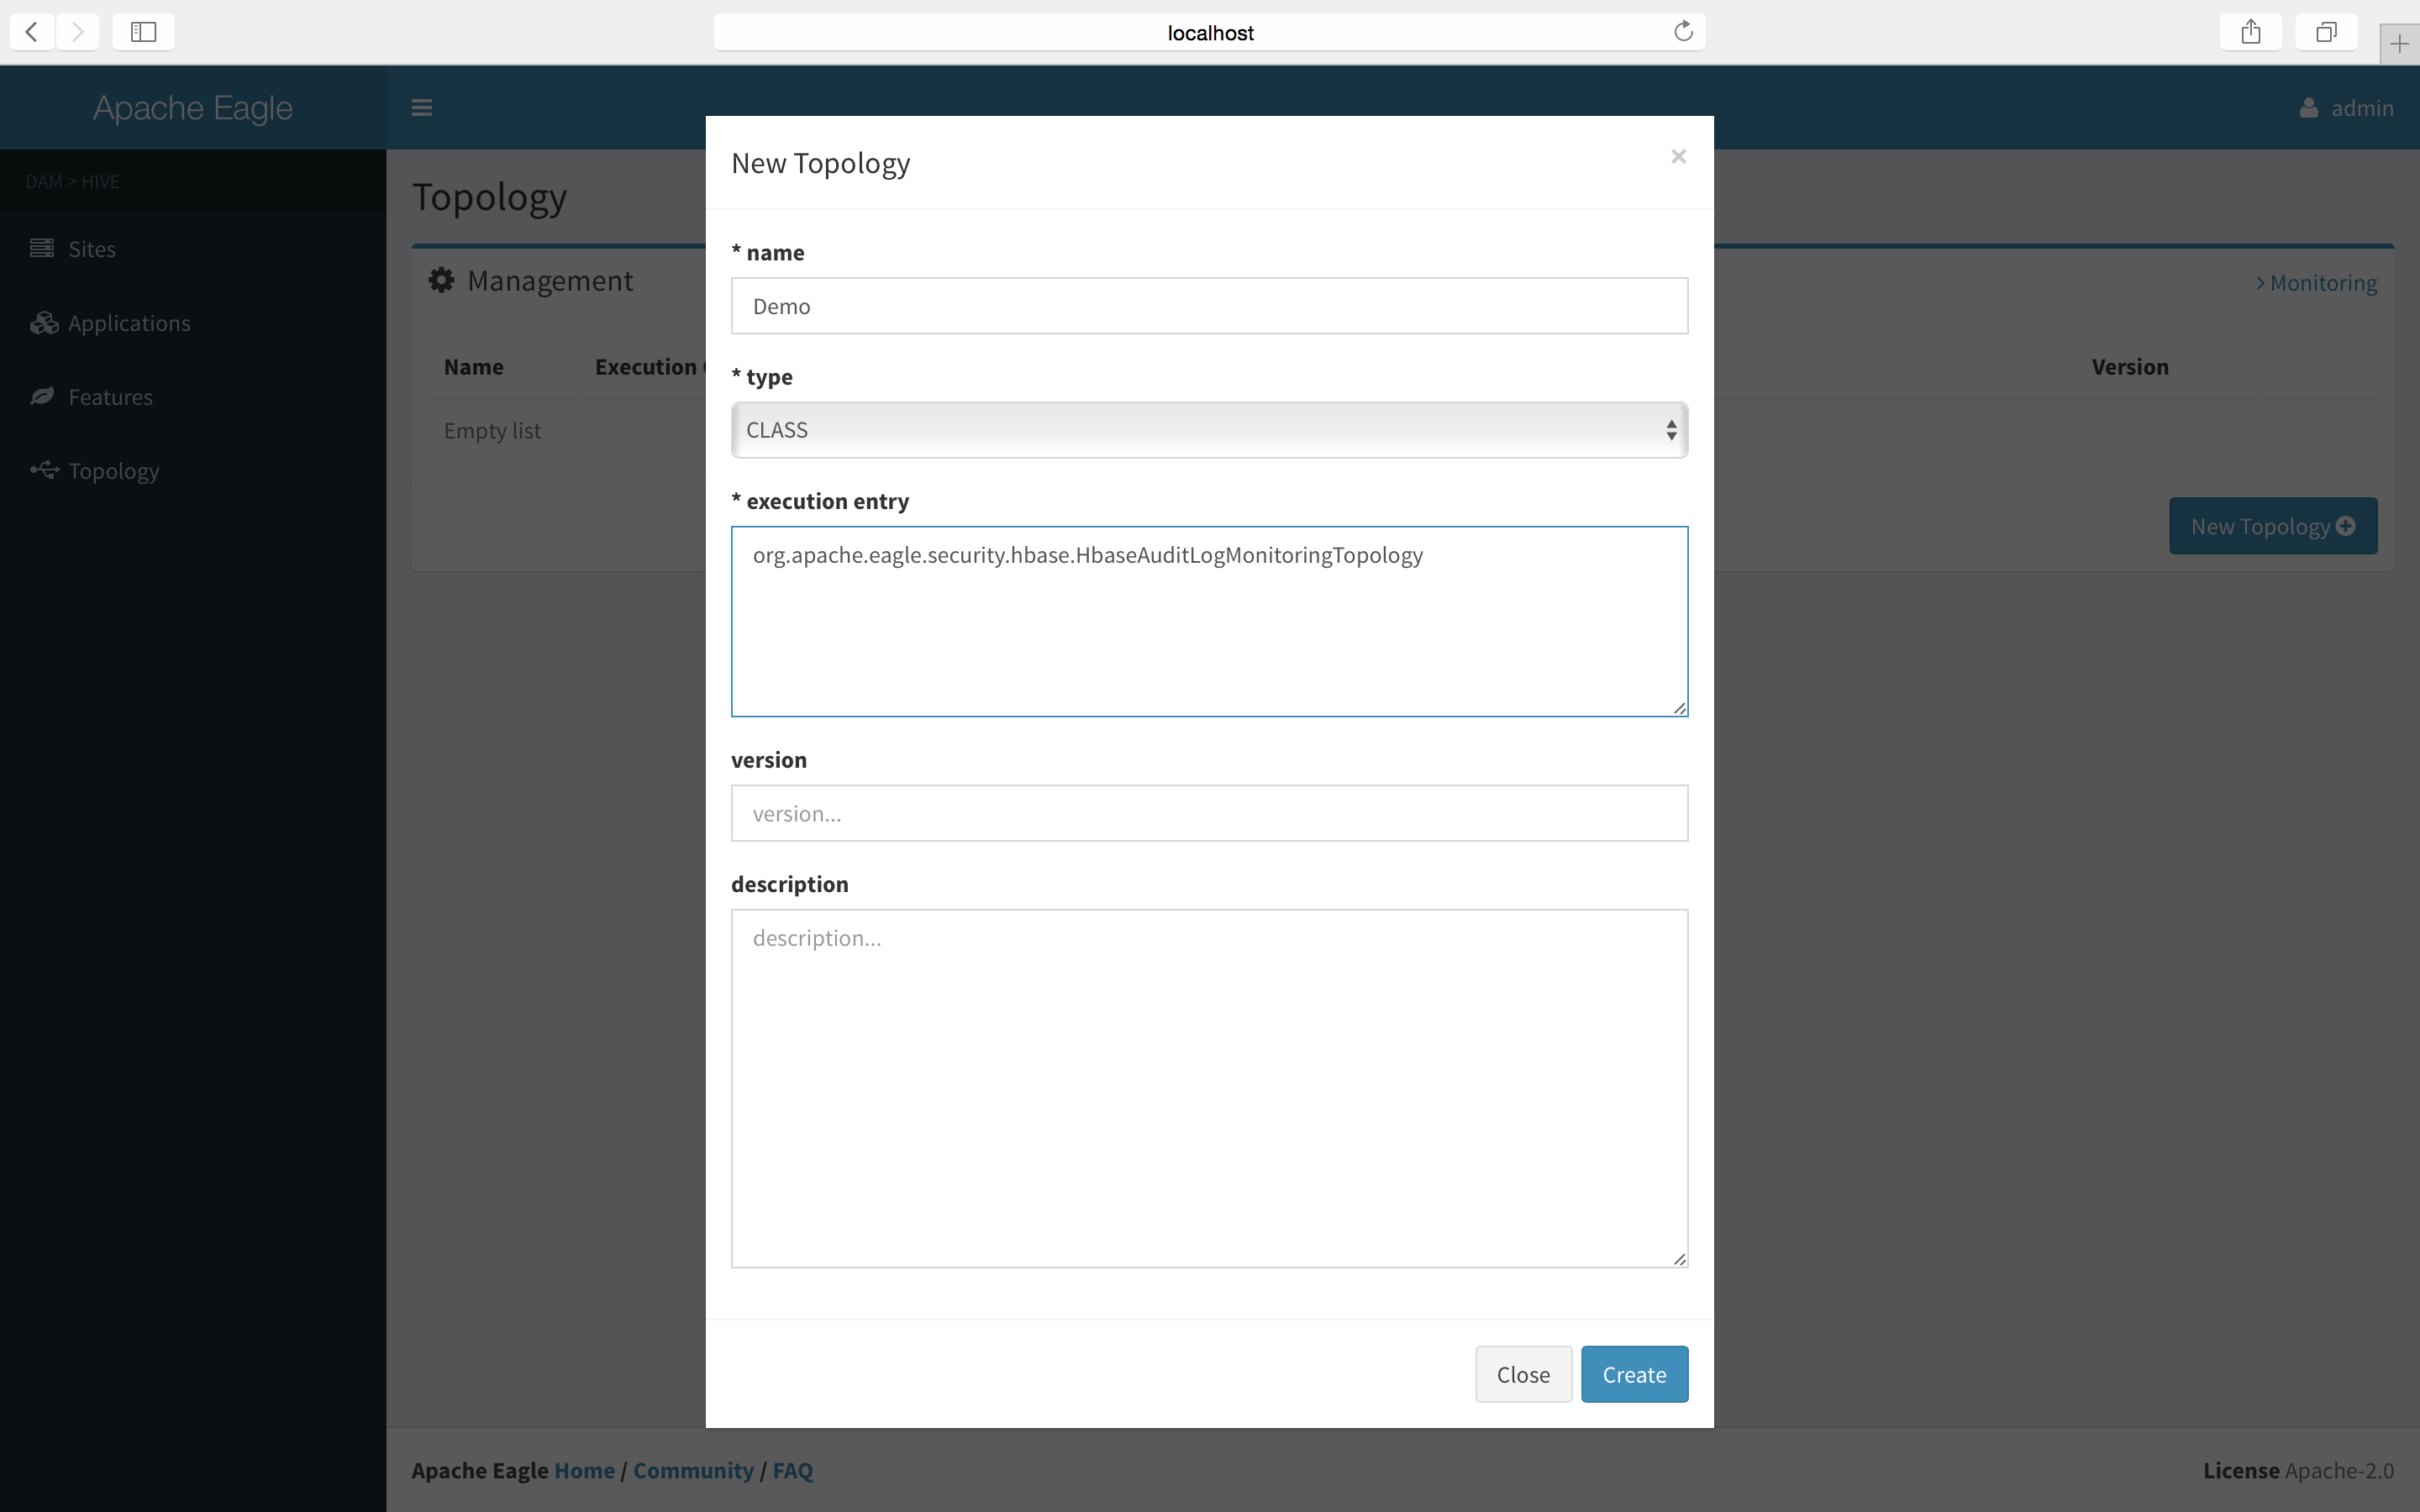 localhost
Apache Eagle
admin
DAM > HIVE
Sites
Applications
Features
Topology
Topology
Management
> Monitoring
Name
Execution
Version
Empty list
New Topology
New Topology
×
* name
Demo
* type
CLASS
* execution entry
org.apache.eagle.security.hbase.HbaseAuditLogMonitoringTopology
version
version...
description
description...
Close
Create
Apache Eagle Home / Community / FAQ
License Apache-2.0